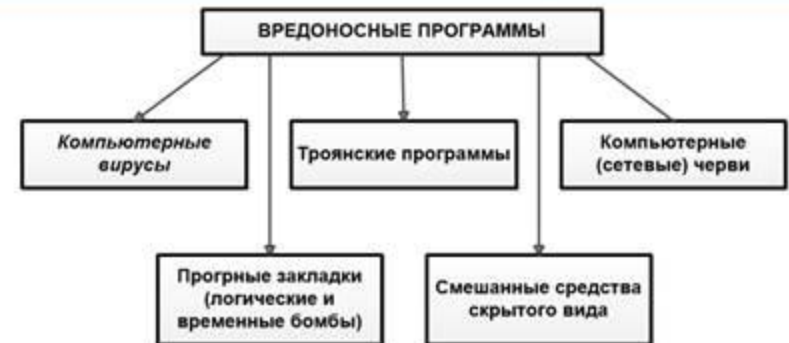 ВРЕДОНОСНЫЕ ПРОГРАММЫ
Компьютерные
вирусы
Троянские программы
Компьютерные
(сетевые) черви
Прогрные закладки
(логические и
временные бомбы)
Смешанные средства
скрытого вида